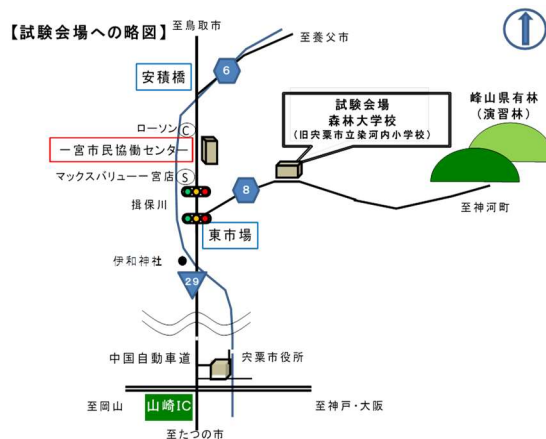 【試験会場への略図】
至鳥取市
至養父市
安積橋
6
試験会場
森林大学校
(旧宍粟市立染河内小学校)
峰山県有林
(演習林)
ローソン
C
一宮市民協働センター
マックスバリュー一宮店
S
8
揖保川
至神河町
東市場
伊和神社
29
中国自動車道
宍粟市役所
至岡山
山崎IC
至神戸・大阪
至たつの市